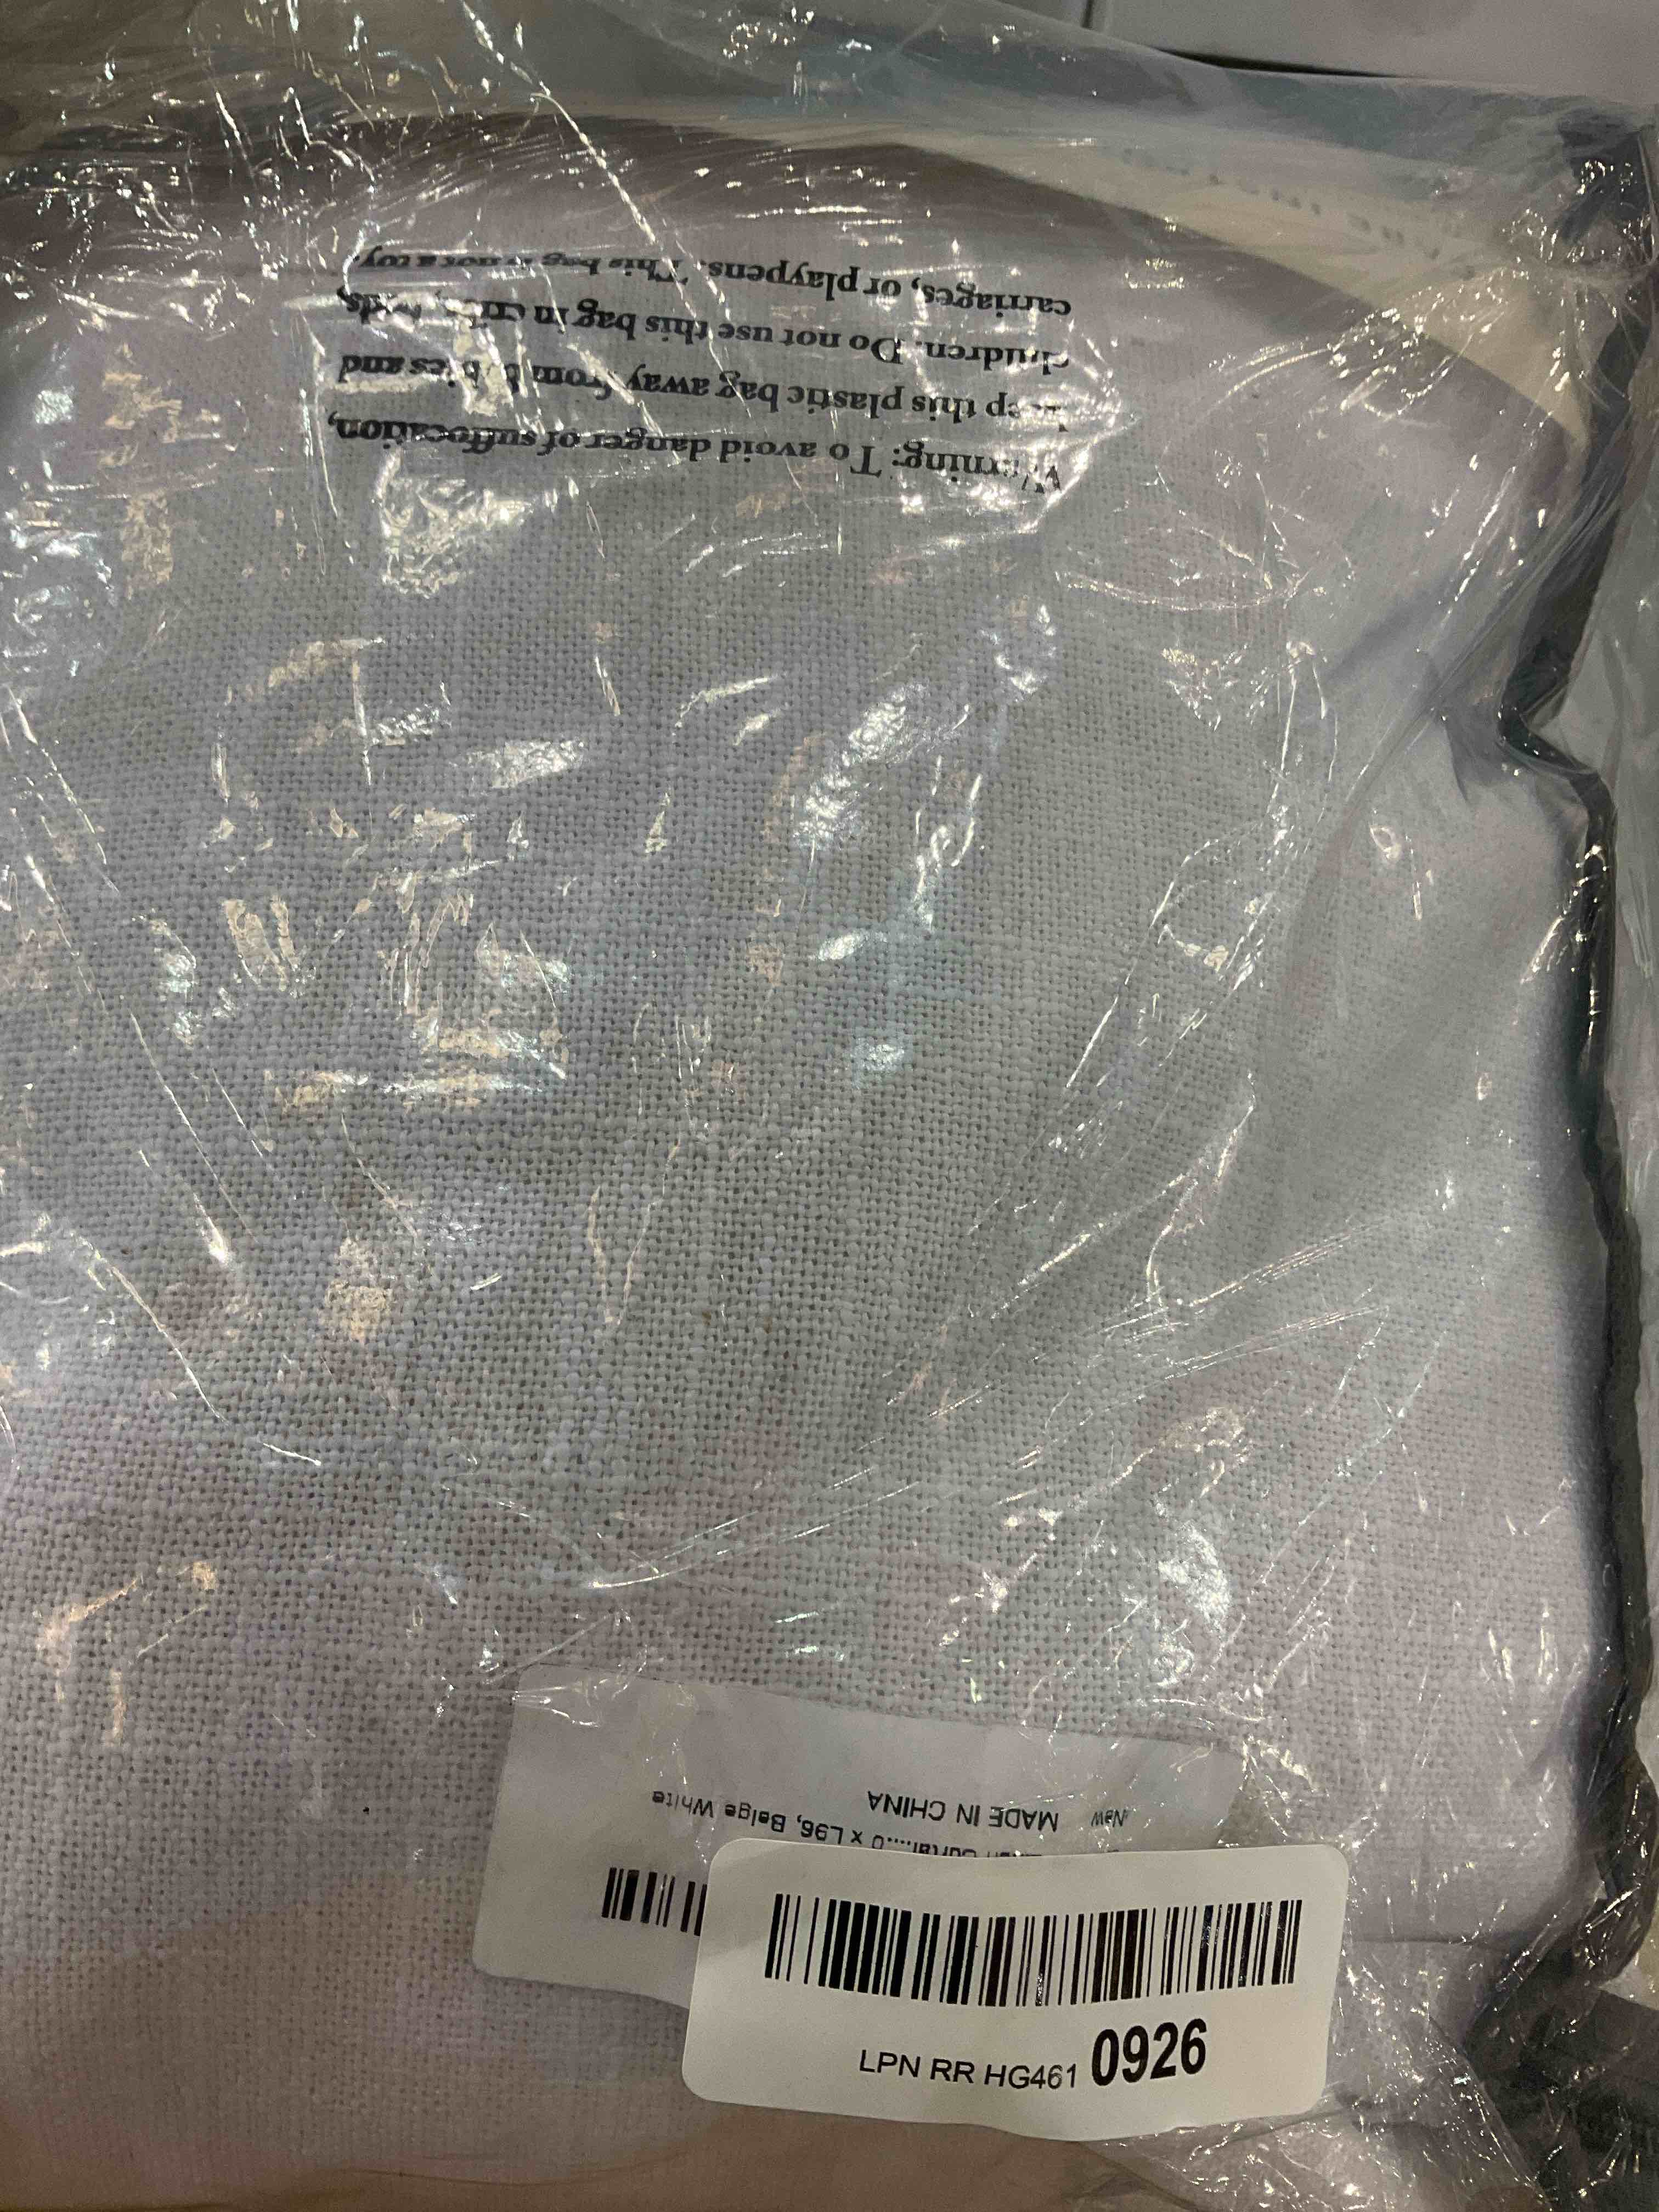 Warning: To avoid danger of suffocation,
keep this plastic bag away from babies and
children. Do not use this bag in cribs, beds,
carriages, or playpens. This bag is not a toy.
0 x L96, Beige White
New MADE IN CHINA
LPN RR HG461 0926